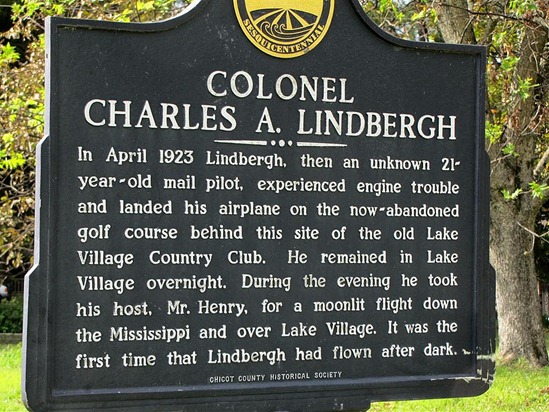 SESQUICENTENNIAL
COLONEL
CHARLES A. LINDBERGH
In April 1923 Lindbergh, then an unknown 21-
year-old mail pilot, experienced engine trouble
and landed his airplane on the now-abandoned
golf course behind this site of the old Lake
Village Country Club. He remained in Lake
Village overnight. During the evening he took
his host, Mr. Henry, for a moonlit flight down
the Mississippi and over Lake Village. It was the
first time that Lindbergh had flown after dark.
CHICOT COUNTY HISTORICAL SOCIETY